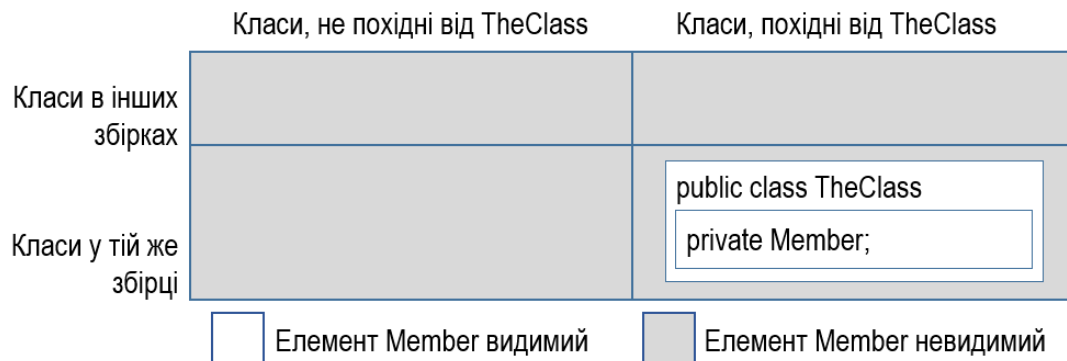 Класи, не похідні від TheClass
Класи, похідні від TheClass
Класи в інших
збірках
public class TheClass
private Member;
Класи у тій же
збірці
Елемент Member видимий
Елемент Member невидимий